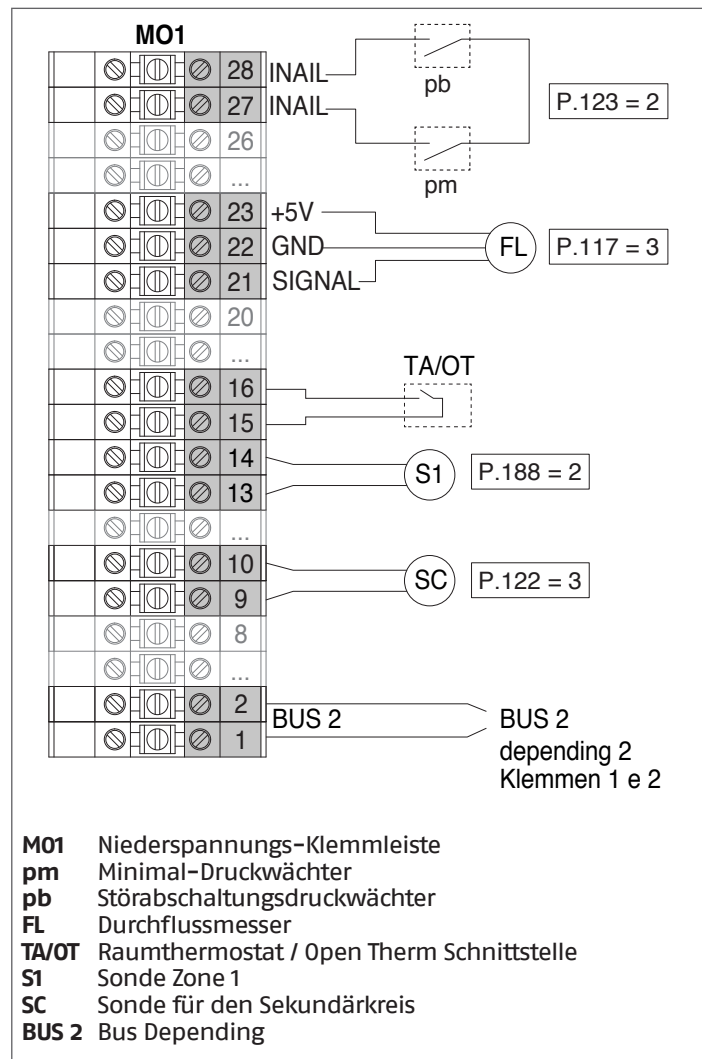 MO1
28 INAIL
pb
27 INAIL
P.123 = 2
26
pm
...
23 +5V
22 GND
FL
P.117 = 3
21 SIGNAL
20
...
TA/OT
16
15
14
S1
P.188 = 2
13
...
10
SC
P.122 = 3
9
8
...
2
BUS 2
BUS 2
1
depending 2
Klemmen 1 e 2
MO1 Niederspannungs-Klemmleiste
pm Minimal-Druckwächter
pb Störabschaltungsdruckwächter
FL Durchflussmesser
TA/OT Raumthermostat / Open Therm Schnittstelle
S1 Sonde Zone 1
SC Sonde für den Sekundärkreis
BUS 2 Bus Depending